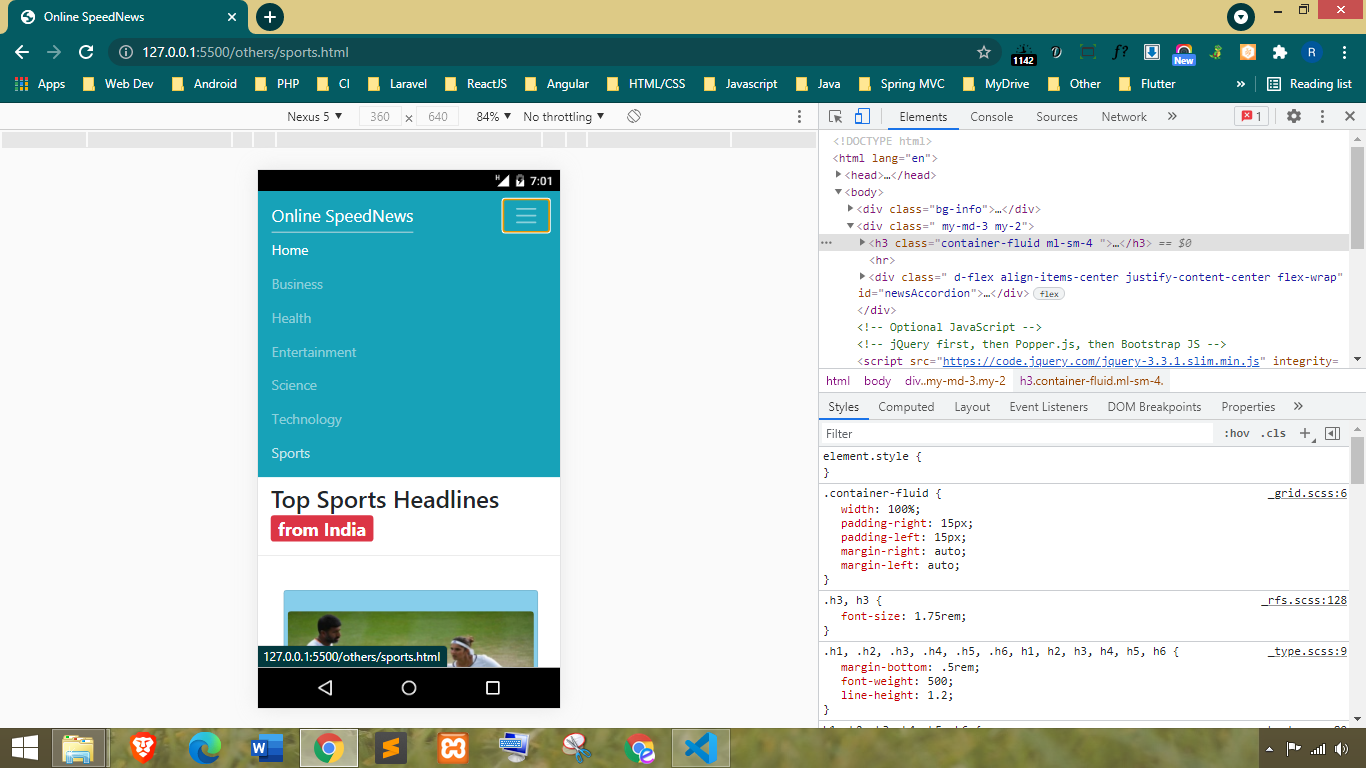 Online SpeedNews
127.0.0.1:5500/others/sports.html
1142
New
R
Apps Web Dev Android PHP CI Laravel ReactJS Angular HTML/CSS Javascript Java Spring MVC MyDrive Other Flutter » Reading list
Nexus 5 ▼ 360 × 640 84% ▼ No throttling ▼
Elements Console Sources Network » 1
7:01
Online SpeedNews
Home
Business
Health
Entertainment
Science
Technology
Sports
Top Sports Headlines
from India
127.0.0.1:5500/others/sports.html
<!DOCTYPE html>
<html lang="en">
<head>…</head>
<body>
<div class="bg-info">…</div>
<div class=" my-md-3 my-2">
<h3 class="container-fluid ml-sm-4 ">…</h3> == $0
<hr>
<div class=" d-flex align-items-center justify-content-center flex-wrap"
id="newsAccordion">…</div> flex
</div>
<!-- Optional JavaScript -->
<!-- jQuery first, then Popper.js, then Bootstrap JS -->
<script src="https://code.jquery.com/jquery-3.3.1.slim.min.js" integrity=
html body div..my-md-3.my-2 h3.container-fluid.ml-sm-4.
Styles Computed Layout Event Listeners DOM Breakpoints Properties »
Filter :hov .cls +
element.style {
}
.container-fluid { _grid.scss:6
width: 100%;
padding-right: 15px;
padding-left: 15px;
margin-right: auto;
margin-left: auto;
}
.h3, h3 { _rfs.scss:128
font-size: 1.75rem;
}
.h1, .h2, .h3, .h4, .h5, .h6, h1, h2, h3, h4, h5, h6 { _type.scss:9
margin-bottom: .5rem;
font-weight: 500;
line-height: 1.2;
}